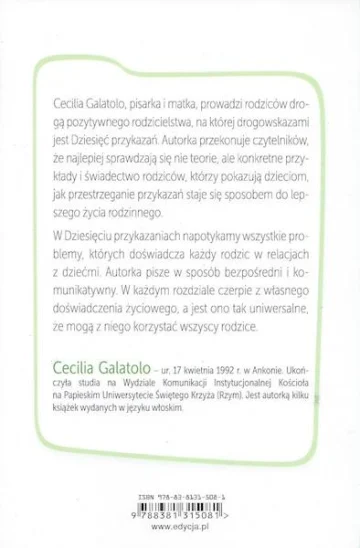 Cecilia Galatolo, pisarka i matka, prowadzi rodziców dro-
gą pozytywnego rodzicielstwa, na której drogowskazami
jest Dziesięć przykazań. Autorka przekonuje czytelników,
że najlepiej sprawdzają się nie teorie, ale konkretne przy-
kłady i świadectwo rodziców, którzy pokazują dzieciom,
jak przestrzeganie przykazań staje się sposobem do lep-
szego życia rodzinnego.
W Dziesięciu przykazaniach napotykamy wszystkie pro-
blemy, których doświadcza każdy rodzic w relacjach
z dziećmi. Autorka pisze w sposób bezpośredni i ko-
munikatywny. W każdym rozdziale czerpie z własnego
doświadczenia życiowego, a jest ono tak uniwersalne,
że mogą z niego korzystać wszyscy rodzice.
Cecilia Galatolo – ur. 17 kwietnia 1992 r. w Ankonie. Ukoń-
czyła studia na Wydziale Komunikacji Instytucjonalnej Kościoła
na Papieskim Uniwersytecie Świętego Krzyża (Rzym). Jest autorką kilku
książek wydanych w języku włoskim.
ISBN 978-83-8131-508-1
9 788381 315081 >
www.edycja.pl